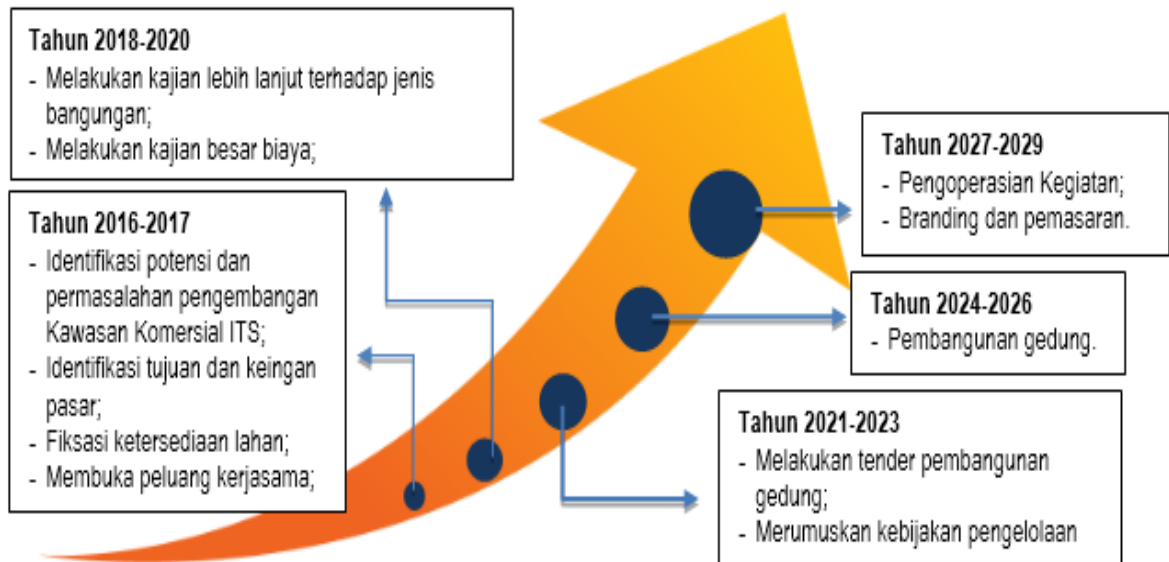 Tahun 2018-2020
- Melakukan kajian lebih lanjut terhadap jenis
bangungan;
- Melakukan kajian besar biaya;
Tahun 2016-2017
- Identifikasi potensi dan
permasalahan pengembangan
Kawasan Komersial ITS;
- Identifikasi tujuan dan keingan
pasar;
- Fiksasi ketersediaan lahan;
- Membuka peluang kerjasama;
Tahun 2027-2029
- Pengoperasian Kegiatan;
- Branding dan pemasaran.
Tahun 2024-2026
- Pembangunan gedung.
Tahun 2021-2023
- Melakukan tender pembangunan
gedung;
- Merumuskan kebijakan pengelolaan